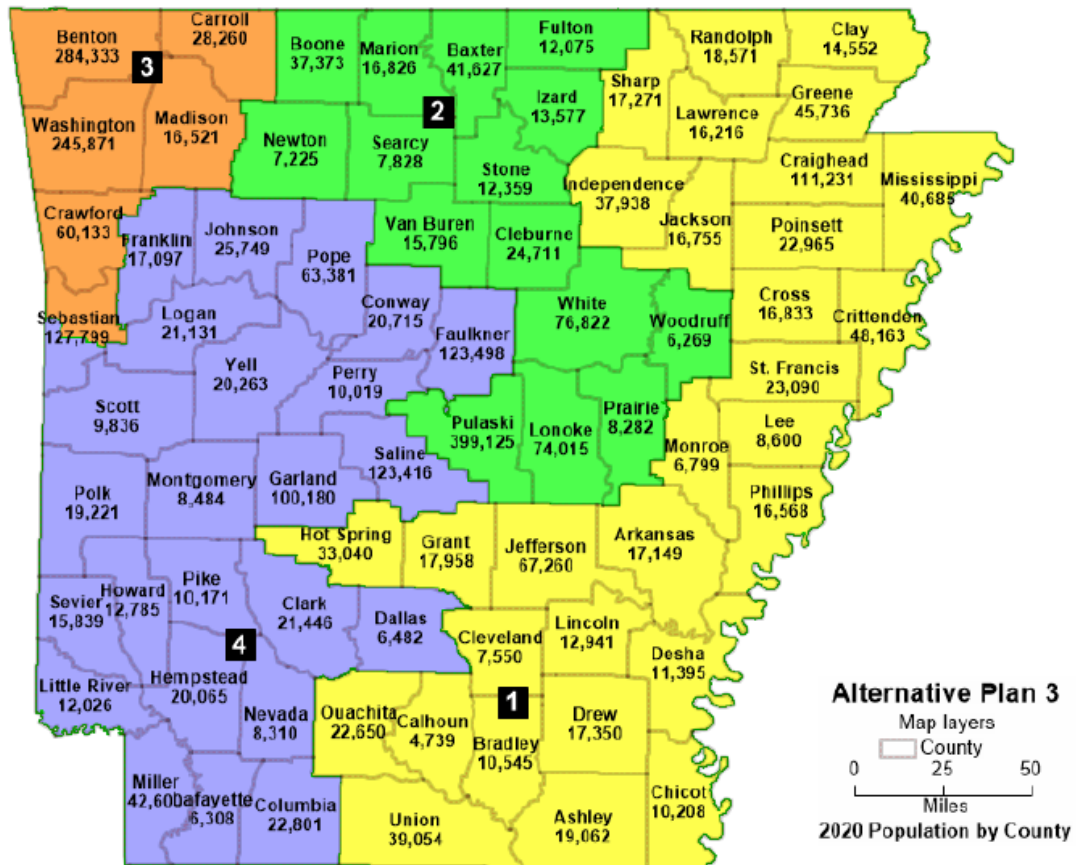 Benton
284,333
Carroll
28,260
3
Washington
245,871
Madison
16,521
Crawford
60,133
Sebastian
127,799
Boone
37,373
Marion
16,826
Baxter
41,627
Fulton
12,075
2
Izard
13,577
Newton
7,225
Searcy
7,828
Stone
12,359
Van Buren
15,796
Cleburne
24,711
White
76,822
Woodruff
6,269
Pulaski
399,125
Lonoke
74,015
Prairie
8,282
Randolph
18,571
Clay
14,552
Sharp
17,271
Lawrence
16,216
Greene
45,736
Independence
37,938
Jackson
16,755
Craighead
111,231
Mississippi
40,685
Poinsett
22,965
Cross
16,833
Crittenden
48,163
St. Francis
23,090
Lee
8,600
Monroe
6,799
Phillips
16,568
Franklin
17,097
Johnson
25,749
Pope
63,381
Logan
21,131
Conway
20,715
Faulkner
123,498
Yell
20,263
Perry
10,019
Scott
9,836
Saline
123,416
Polk
19,221
Montgomery
8,484
Garland
100,180
Hot Spring
33,040
Grant
17,958
Jefferson
67,260
Arkansas
17,149
Sevier
15,839
Howard
12,785
Pike
10,171
Clark
21,446
Dallas
6,482
4
Cleveland
7,550
Lincoln
12,941
Desha
11,395
Little River
12,026
Hempstead
20,065
Nevada
8,310
Ouachita
22,650
Calhoun
4,739
1
Bradley
10,545
Drew
17,350
Miller
42,600
Lafayette
6,308
Columbia
22,801
Union
39,054
Ashley
19,062
Chicot
10,208
Alternative Plan 3
Map layers
County
0 25 50
Miles
2020 Population by County